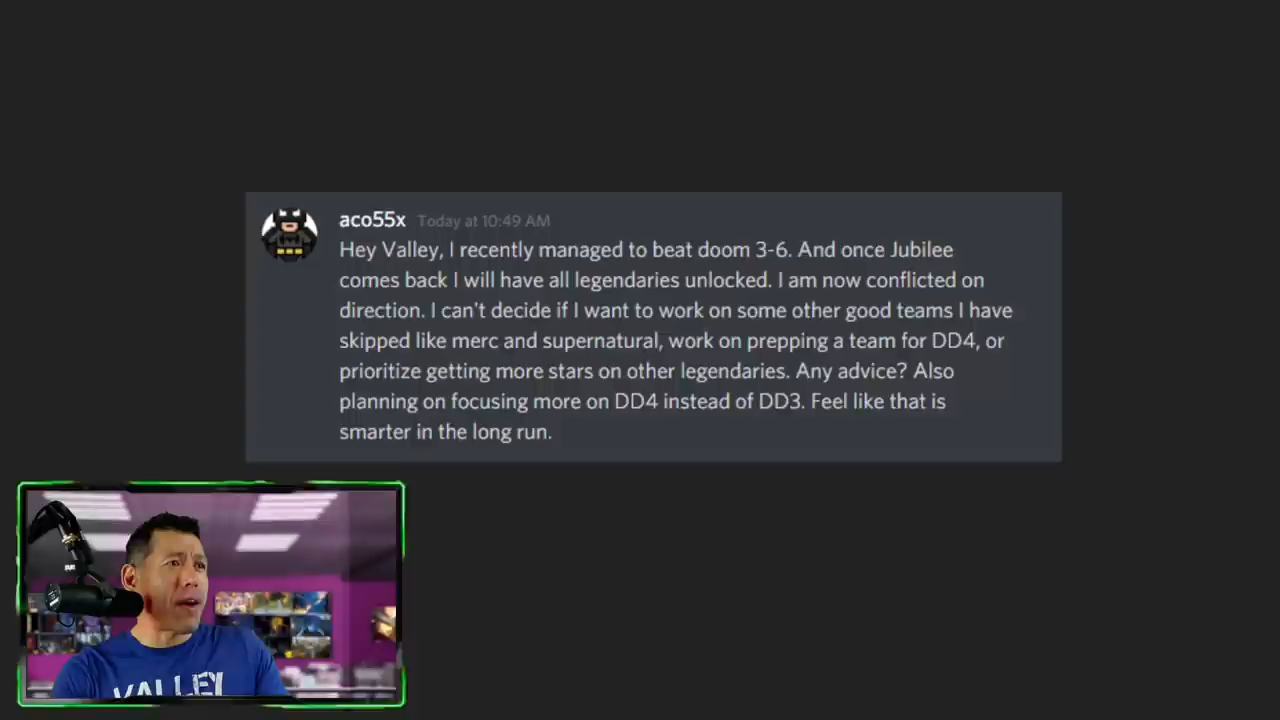 aco55x Today at 10:49 AM
Hey Valley, I recently managed to beat doom 3-6. And once Jubilee
comes back I will have all legendaries unlocked. I am now conflicted on
direction. I can't decide if I want to work on some other good teams I have
skipped like merc and supernatural, work on prepping a team for DD4, or
prioritize getting more stars on other legendaries. Any advice? Also
planning on focusing more on DD4 instead of DD3. Feel like that is
smarter in the long run.
VALLEY